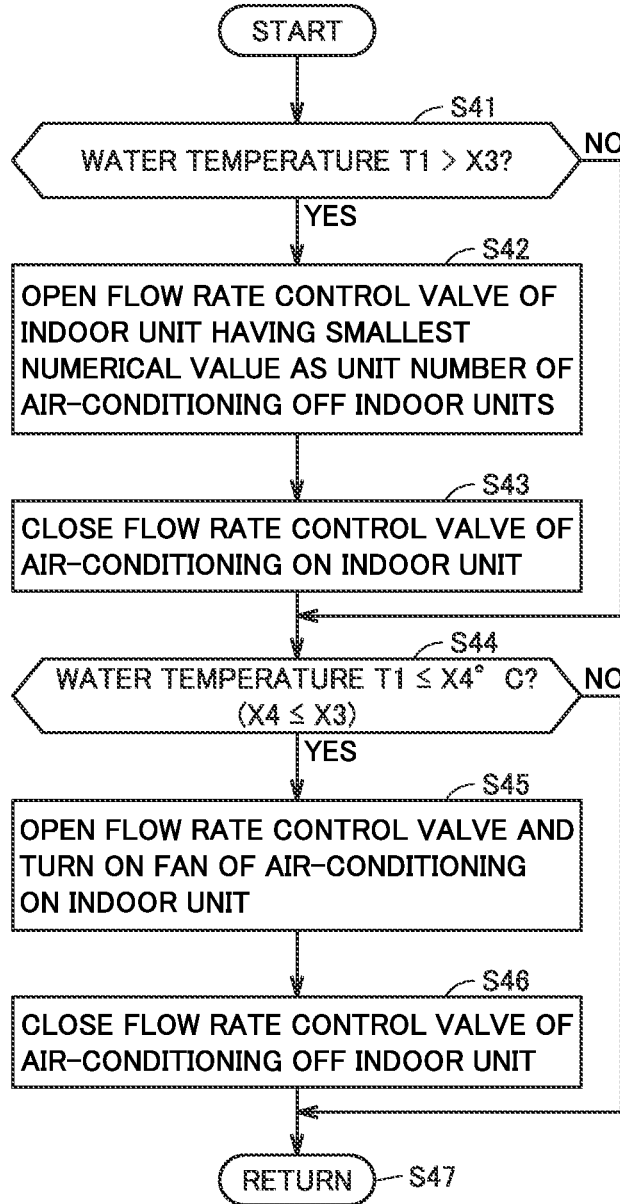 START
S41
WATER TEMPERATURE T1 > X3?
NO
YES
S42
OPEN FLOW RATE CONTROL VALVE OF
INDOOR UNIT HAVING SMALLEST
NUMERICAL VALUE AS UNIT NUMBER OF
AIR-CONDITIONING OFF INDOOR UNITS
S43
CLOSE FLOW RATE CONTROL VALVE OF
AIR-CONDITIONING ON INDOOR UNIT
S44
WATER TEMPERATURE T1 ≤ X4° C?
(X4 ≤ X3)
NO
YES
S45
OPEN FLOW RATE CONTROL VALVE AND
TURN ON FAN OF AIR-CONDITIONING
ON INDOOR UNIT
S46
CLOSE FLOW RATE CONTROL VALVE OF
AIR-CONDITIONING OFF INDOOR UNIT
RETURN
S47